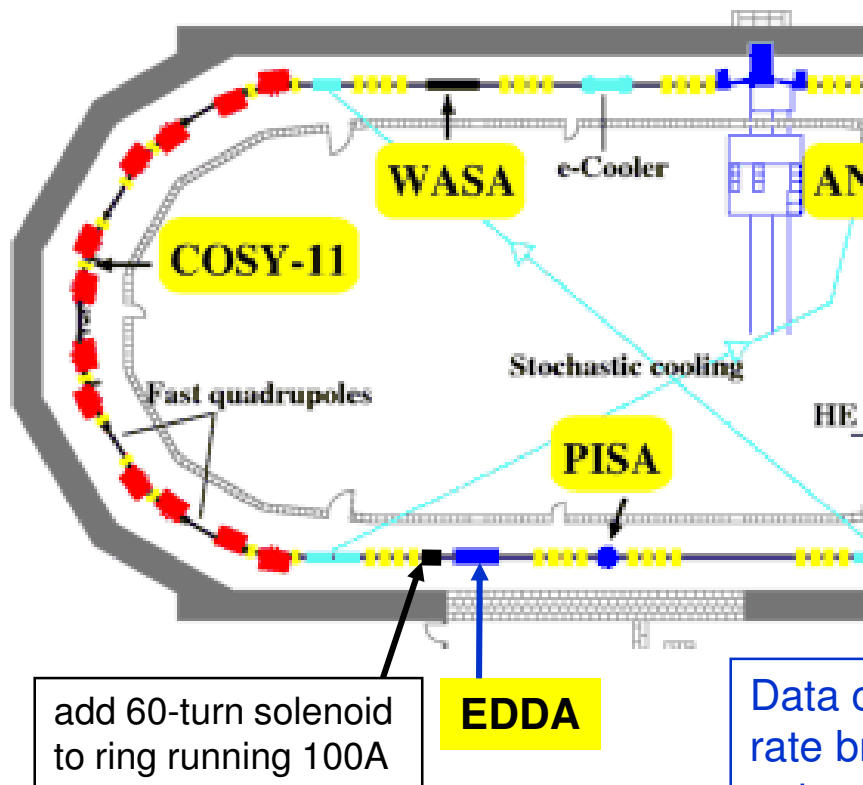 WASA
e-Cooler
AN
COSY-11
Stochastic cooling
Fast quadrupoles
HE
PISA
add 60-turn solenoid
to ring running 100A
EDDA
Data
rate